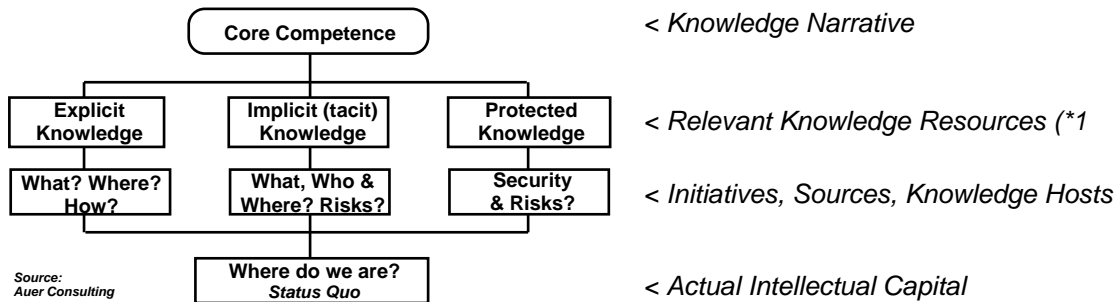 Core Competence
< Knowledge Narrative
Explicit
Knowledge
Implicit (tacit)
Knowledge
Protected
Knowledge
< Relevant Knowledge Resources (*1
What? Where?
How?
What, Who &
Where? Risks?
Security
& Risks?
< Initiatives, Sources, Knowledge Hosts
Where do we are?
Status Quo
< Actual Intellectual Capital
Source:
Auer Consulting